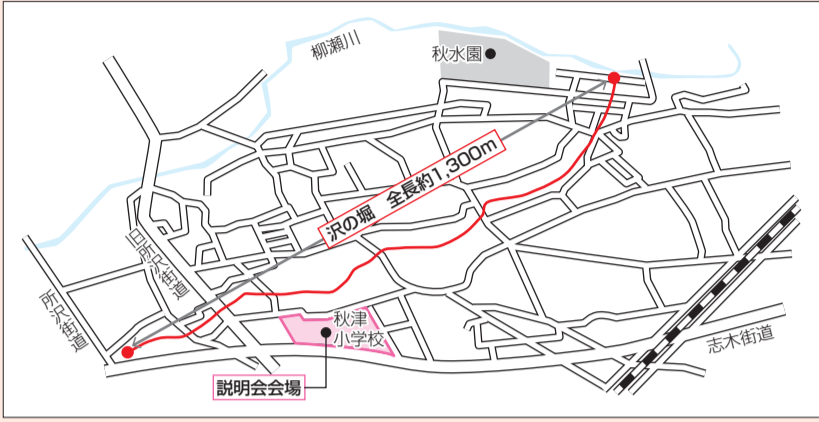 柳瀬川
秋水園
沢の堀 全長約1,300m
旧所沢街道
所沢街道
秋津
小学校
志木街道
説明会会場